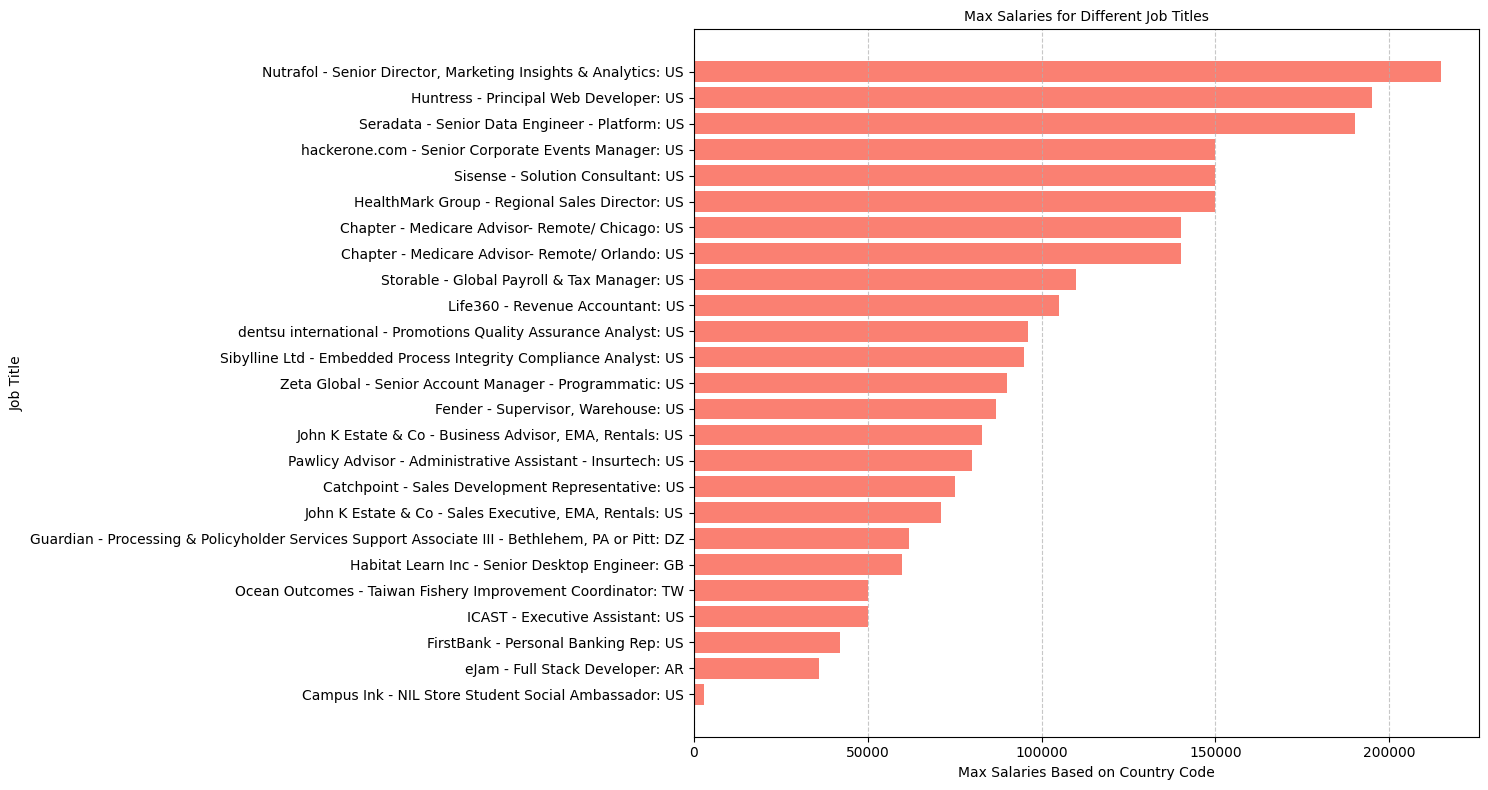 Max Salaries for Different Job Titles
Job Title
Nutrafol - Senior Director, Marketing Insights & Analytics: US
Huntress - Principal Web Developer: US
Seradata - Senior Data Engineer - Platform: US
hackerone.com - Senior Corporate Events Manager: US
Sisense - Solution Consultant: US
HealthMark Group - Regional Sales Director: US
Chapter - Medicare Advisor- Remote/ Chicago: US
Chapter - Medicare Advisor- Remote/ Orlando: US
Storable - Global Payroll & Tax Manager: US
Life360 - Revenue Accountant: US
dentsu international - Promotions Quality Assurance Analyst: US
Sibylline Ltd - Embedded Process Integrity Compliance Analyst: US
Zeta Global - Senior Account Manager - Programmatic: US
Fender - Supervisor, Warehouse: US
John K Estate & Co - Business Advisor, EMA, Rentals: US
Pawlicy Advisor - Administrative Assistant - Insurtech: US
Catchpoint - Sales Development Representative: US
John K Estate & Co - Sales Executive, EMA, Rentals: US
Guardian - Processing & Policyholder Services Support Associate III - Bethlehem, PA or Pitt: DZ
Habitat Learn Inc - Senior Desktop Engineer: GB
Ocean Outcomes - Taiwan Fishery Improvement Coordinator: TW
ICAST - Executive Assistant: US
FirstBank - Personal Banking Rep: US
eJam - Full Stack Developer: AR
Campus Ink - NIL Store Student Social Ambassador: US
0 50000 100000 150000 200000
Max Salaries Based on Country Code